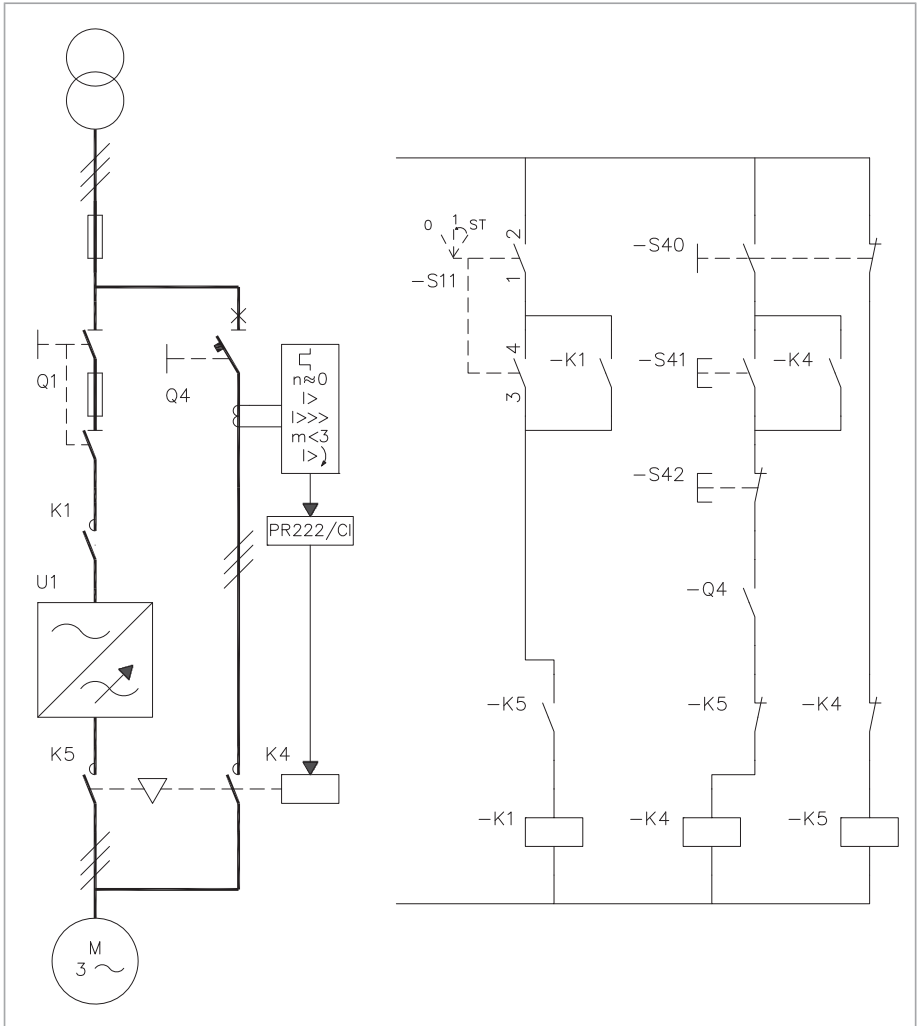 Q1
Q4
n≈0
I>
I>>>
m<3
I>
K1
PR222/CI
U1
K5
K4
M
3
0 1 ST
-S11
2
1
4
3
-K1
-S40
-S41
-K4
-S42
-Q4
-K5
-K5
-K4
-K1
-K4
-K5